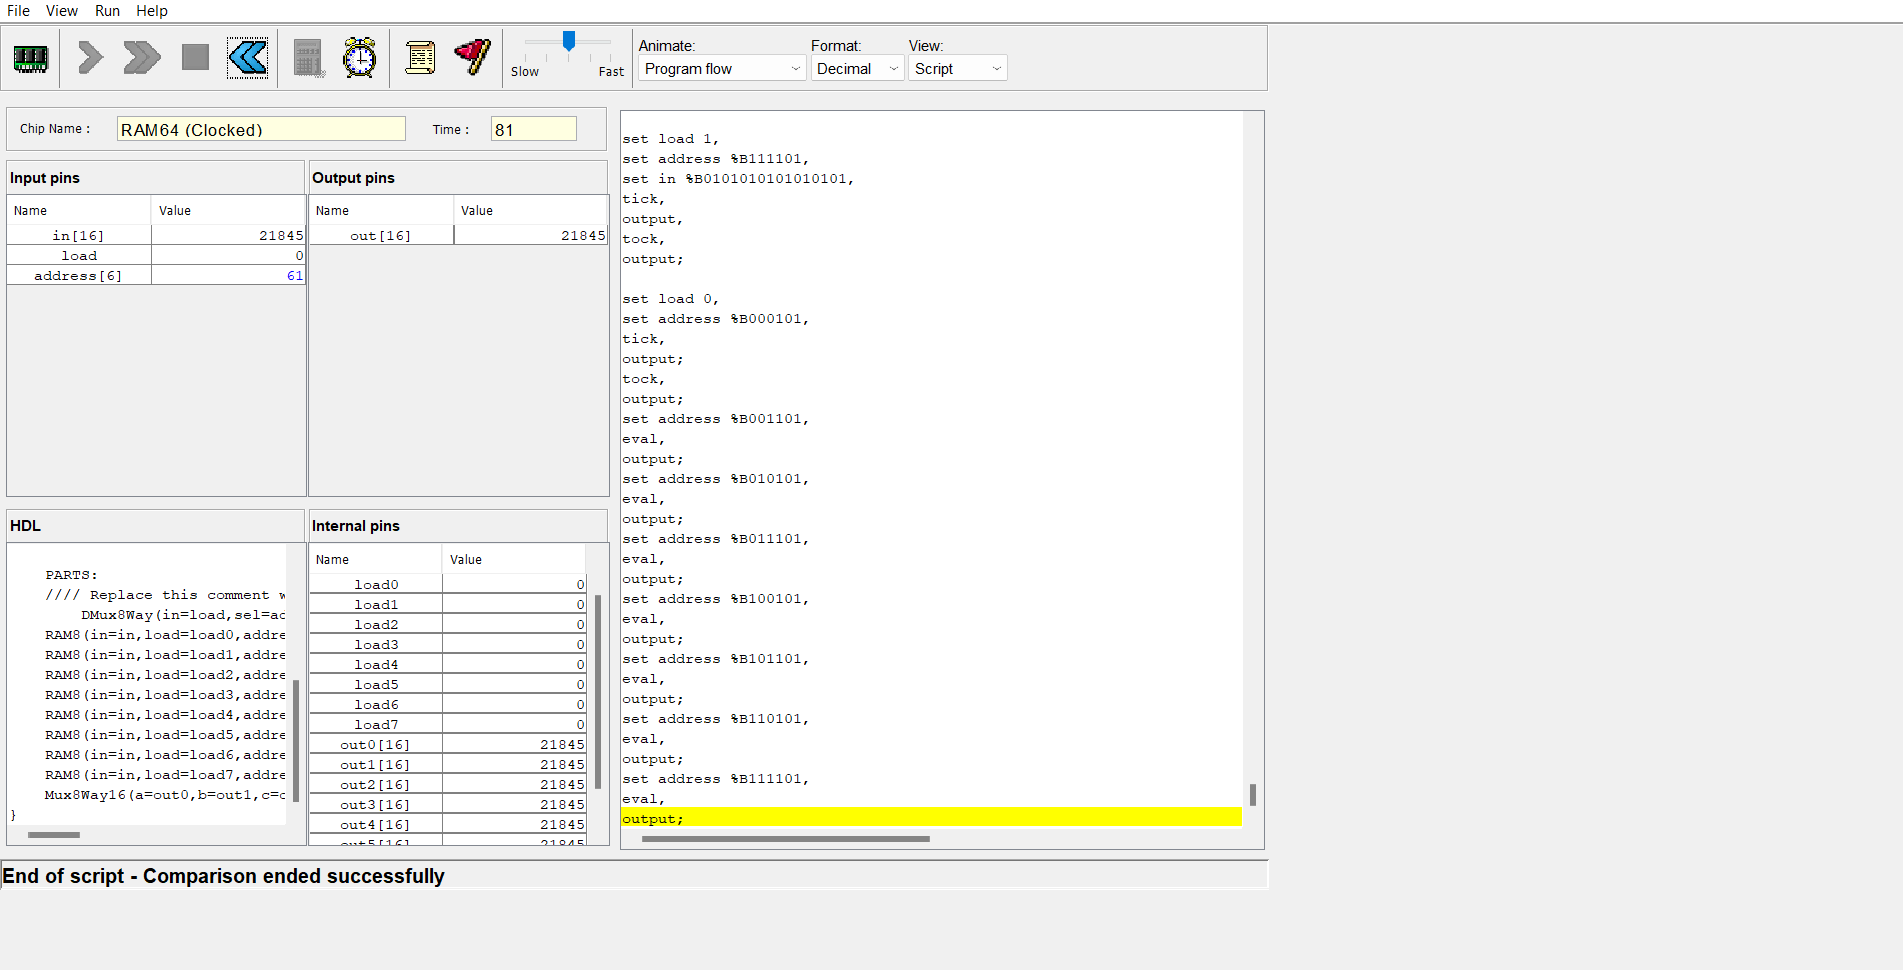 File View Run Help
Slow Fast
Animate: Format: View:
Program flow Decimal Script
Chip Name : RAM64 (Clocked) Time : 81
Input pins
Name Value
in[16] 21845
load 0
address[6] 61
Output pins
Name Value
out[16] 21845
HDL
PARTS:
//// Replace this comment w
DMux8Way(in=load,sel=ad
RAM8(in=in,load=load0,addre
RAM8(in=in,load=load1,addre
RAM8(in=in,load=load2,addre
RAM8(in=in,load=load3,addre
RAM8(in=in,load=load4,addre
RAM8(in=in,load=load5,addre
RAM8(in=in,load=load6,addre
RAM8(in=in,load=load7,addre
Mux8Way16(a=out0,b=out1,c=o
}
Internal pins
Name Value
load0 0
load1 0
load2 0
load3 0
load4 0
load5 0
load6 0
load7 0
out0[16] 21845
out1[16] 21845
out2[16] 21845
out3[16] 21845
out4[16] 21845
out5[16] 21845
set load 1,
set address %B111101,
set in %B0101010101010101,
tick,
output,
tock,
output;
set load 0,
set address %B000101,
tick,
output;
tock,
output;
set address %B001101,
eval,
output;
set address %B010101,
eval,
output;
set address %B011101,
eval,
output;
set address %B100101,
eval,
output;
set address %B101101,
eval,
output;
set address %B110101,
eval,
output;
set address %B111101,
eval,
output;
End of script - Comparison ended successfully